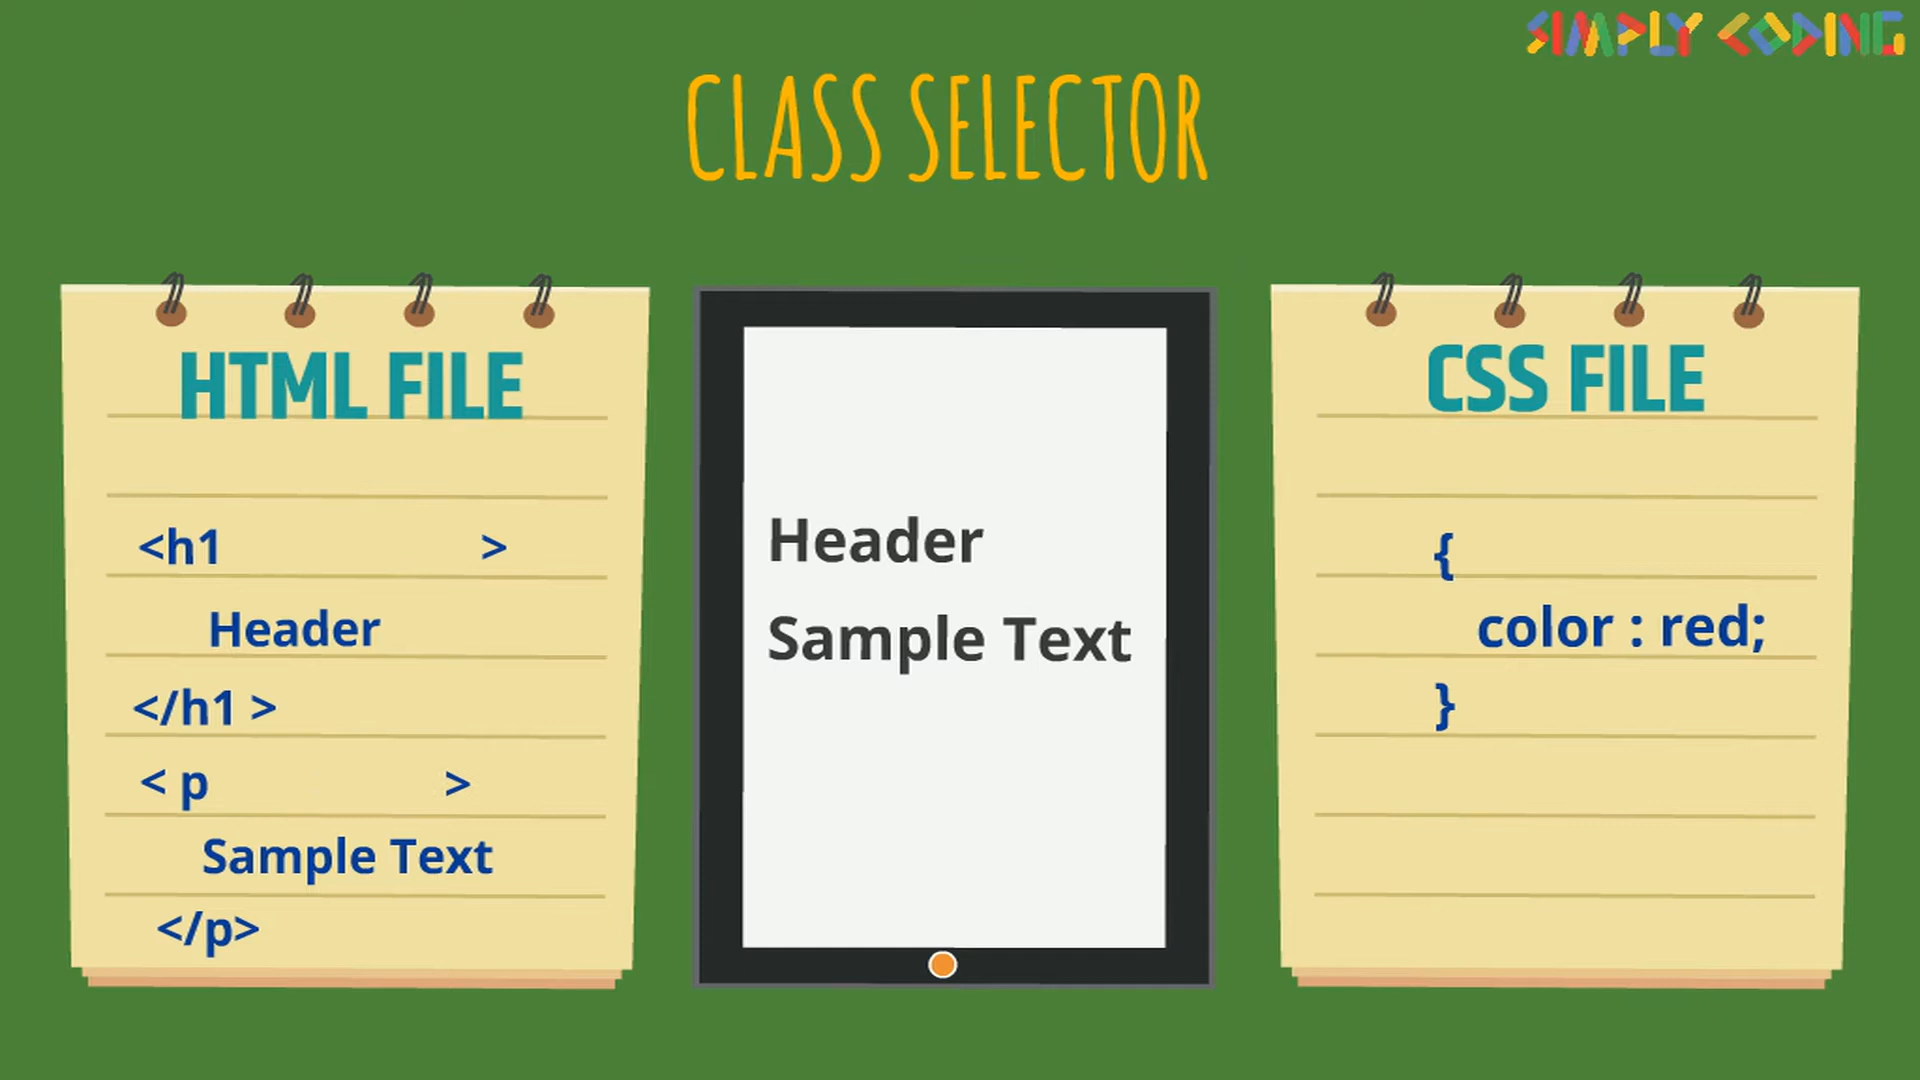 SIMPLY CODING
CLASS SELECTOR
HTML FILE
<h1 >
Header
</h1 >
< p >
Sample Text
</p>
Header
Sample Text
CSS FILE
{
color : red;
}